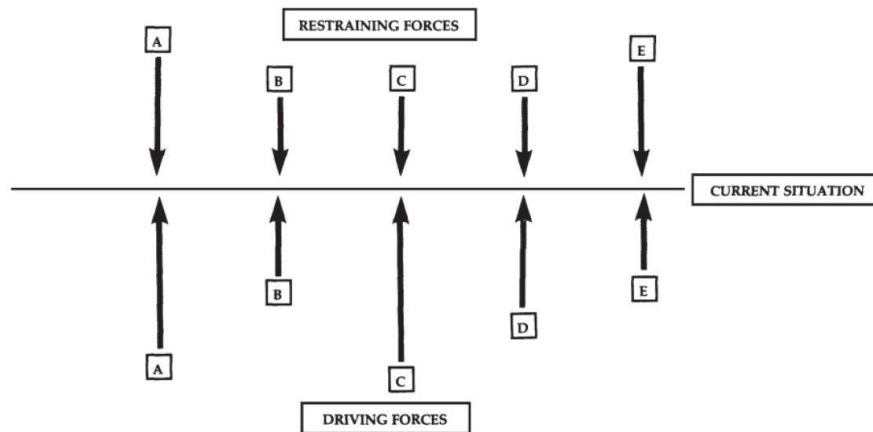 RESTRAINING FORCES
A
B
C
D
E
CURRENT SITUATION
A
B
C
D
E
DRIVING FORCES